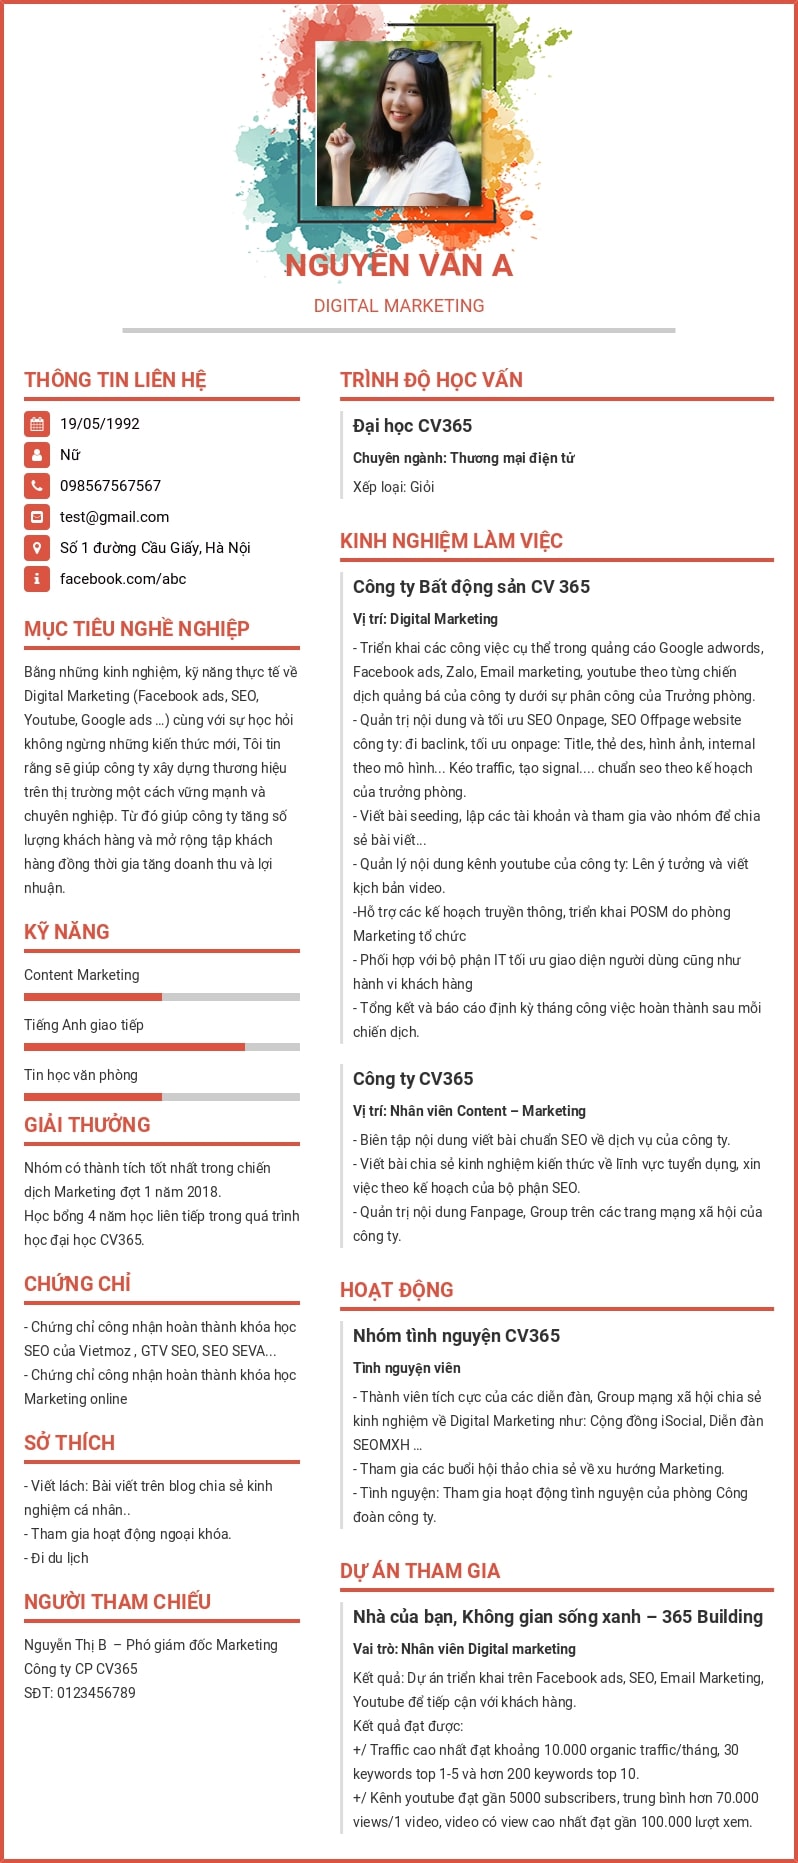 NGUYỄN VĂN A
DIGITAL MARKETING
THÔNG TIN LIÊN HỆ
19/05/1992
Nữ
098567567567
test@gmail.com
Số 1 đường Cầu Giấy, Hà Nội
facebook.com/abc
MỤC TIÊU NGHỀ NGHIỆP
Bằng những kinh nghiệm, kỹ năng thực tế về
Digital Marketing (Facebook ads, SEO,
Youtube, Google ads ...) cùng với sự học hỏi
không ngừng những kiến thức mới, Tôi tin
rằng sẽ giúp công ty xây dựng thương hiệu
trên thị trường một cách vững mạnh và
chuyên nghiệp. Từ đó giúp công ty tăng số
lượng khách hàng và mở rộng tập khách
hàng đồng thời gia tăng doanh thu và lợi
nhuận.
KỸ NĂNG
Content Marketing
Tiếng Anh giao tiếp
Tin học văn phòng
GIẢI THƯỞNG
Nhóm có thành tích tốt nhất trong chiến
dịch Marketing đợt 1 năm 2018.
Học bổng 4 năm học liên tiếp trong quá trình
học đại học CV365.
CHỨNG CHỈ
- Chứng chỉ công nhận hoàn thành khóa học
SEO của Vietmoz , GTV SEO, SEO SEVA...
- Chứng chỉ công nhận hoàn thành khóa học
Marketing online
SỞ THÍCH
- Viết lách: Bài viết trên blog chia sẻ kinh
nghiệm cá nhân..
- Tham gia hoạt động ngoại khóa.
- Đi du lịch
NGƯỜI THAM CHIẾU
Nguyễn Thị B – Phó giám đốc Marketing
Công ty CP CV365
SĐT: 0123456789
TRÌNH ĐỘ HỌC VẤN
Đại học CV365
Chuyên ngành: Thương mại điện tử
Xếp loại: Giỏi
KINH NGHIỆM LÀM VIỆC
Công ty Bất động sản CV 365
Vị trí: Digital Marketing
- Triển khai các công việc cụ thể trong quảng cáo Google adwords,
Facebook ads, Zalo, Email marketing, youtube theo từng chiến
dịch quảng bá của công ty dưới sự phân công của Trưởng phòng.
- Quản trị nội dung và tối ưu SEO Onpage, SEO Offpage website
công ty: đi baclink, tối ưu onpage: Title, thẻ des, hình ảnh, internal
theo mô hình... Kéo traffic, tạo signal.... chuẩn seo theo kế hoạch
của trưởng phòng.
- Viết bài seeding, lập các tài khoản và tham gia vào nhóm để chia
sẻ bài viết...
- Quản lý nội dung kênh youtube của công ty: Lên ý tưởng và viết
kịch bản video.
-Hỗ trợ các kế hoạch truyền thông, triển khai POSM do phòng
Marketing tổ chức
- Phối hợp với bộ phận IT tối ưu giao diện người dùng cũng như
hành vi khách hàng
- Tổng kết và báo cáo định kỳ tháng công việc hoàn thành sau mỗi
chiến dịch.
Công ty CV365
Vị trí: Nhân viên Content – Marketing
- Biên tập nội dung viết bài chuẩn SEO về dịch vụ của công ty.
- Viết bài chia sẻ kinh nghiệm kiến thức về lĩnh vực tuyển dụng, xin
việc theo kế hoạch của bộ phận SEO.
- Quản trị nội dung Fanpage, Group trên các trang mạng xã hội của
công ty.
HOẠT ĐỘNG
Nhóm tình nguyện CV365
Tình nguyện viên
- Thành viên tích cực của các diễn đàn, Group mạng xã hội chia sẻ
kinh nghiệm về Digital Marketing như: Cộng đồng iSocial, Diễn đàn
SEOMXH ...
- Tham gia các buổi hội thảo chia sẻ về xu hướng Marketing.
- Tình nguyện: Tham gia hoạt động tình nguyện của phòng Công
đoàn công ty.
DỰ ÁN THAM GIA
Nhà của bạn, Không gian sống xanh – 365 Building
Vai trò: Nhân viên Digital marketing
Kết quả: Dự án triển khai trên Facebook ads, SEO, Email Marketing,
Youtube để tiếp cận với khách hàng.
Kết quả đạt được:
+/ Traffic cao nhất đạt khoảng 10.000 organic traffic/tháng, 30
keywords top 1-5 và hơn 200 keywords top 10.
+/ Kênh youtube đạt gần 5000 subscribers, trung bình hơn 70.000
views/1 video, video có view cao nhất đạt gần 100.000 lượt xem.